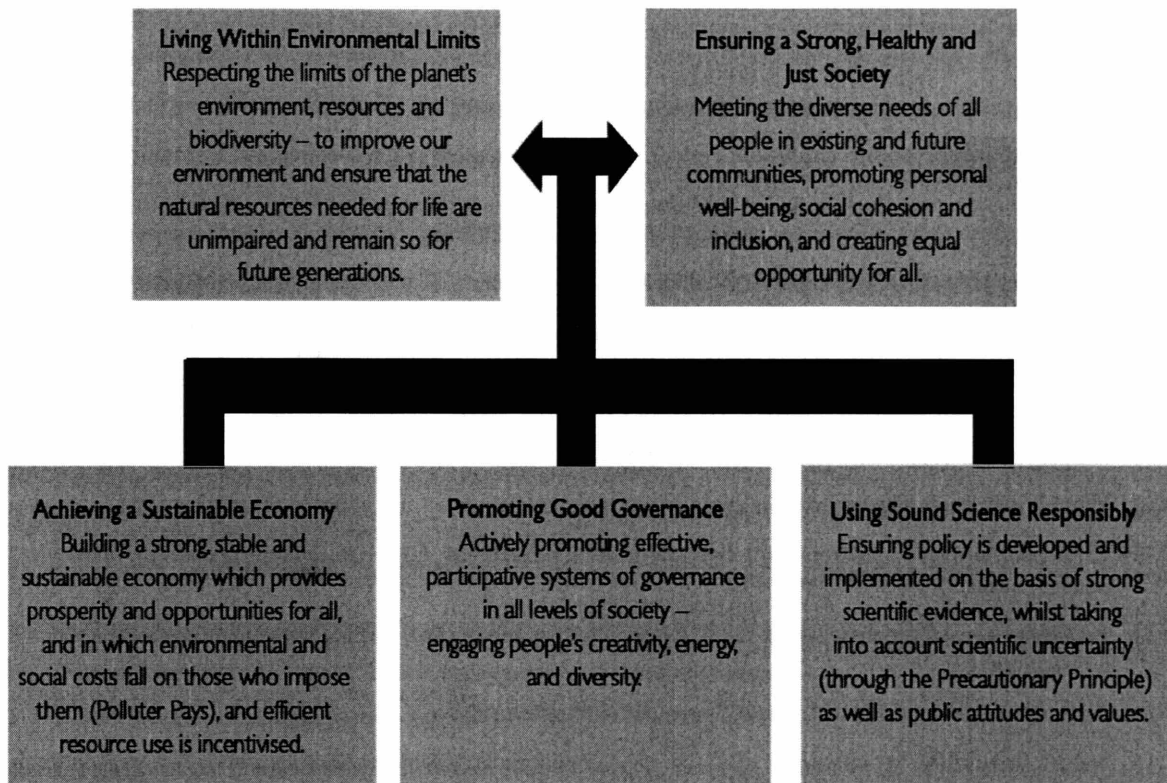 Living Within Environmental Limits
Respecting the limits of the planet's
environment, resources and
biodiversity – to improve our
environment and ensure that the
natural resources needed for life are
unimpaired and remain so for
future generations.
Ensuring a Strong, Healthy and
Just Society
Meeting the diverse needs of all
people in existing and future
communities, promoting personal
well-being, social cohesion and
inclusion, and creating equal
opportunity for all.
Achieving a Sustainable Economy
Building a strong, stable and
sustainable economy which provides
prosperity and opportunities for all,
and in which environmental and
social costs fall on those who impose
them (Polluter Pays), and efficient
resource use is incentivised.
Promoting Good Governance
Actively promoting effective,
participative systems of governance
in all levels of society –
engaging people's creativity, energy,
and diversity.
Using Sound Science Responsibly
Ensuring policy is developed and
implemented on the basis of strong
scientific evidence, whilst taking
into account scientific uncertainty
(through the Precautionary Principle)
as well as public attitudes and values.